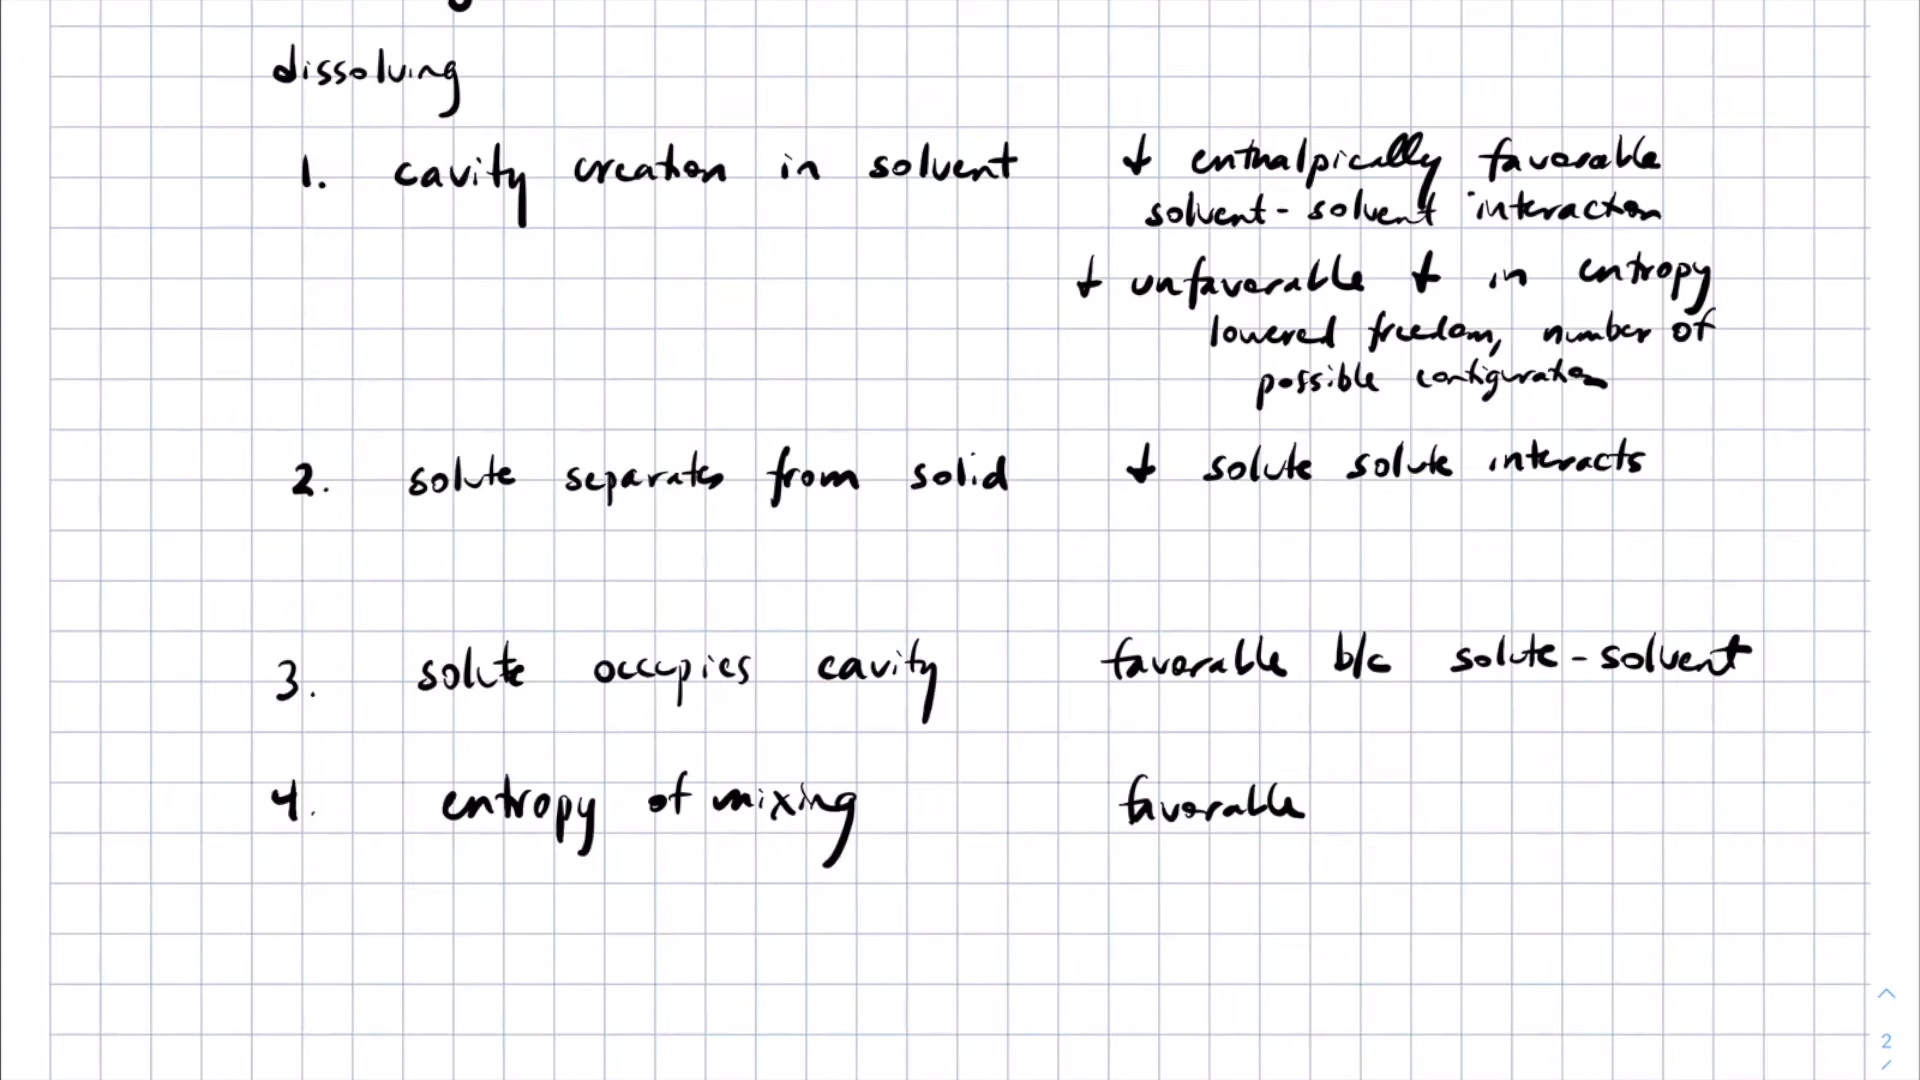 dissolving
1. cavity creation in solvent ↓ enthalpically favorable
solvent - solvent interaction
↓ unfavorable ↓ in entropy
lowered freedom, number of
possible configuration
2. solute separates from solid ↓ solute solute interacts
3. solute occupies cavity favorable b/c solute - solvent
4. entropy of mixing favorable
2